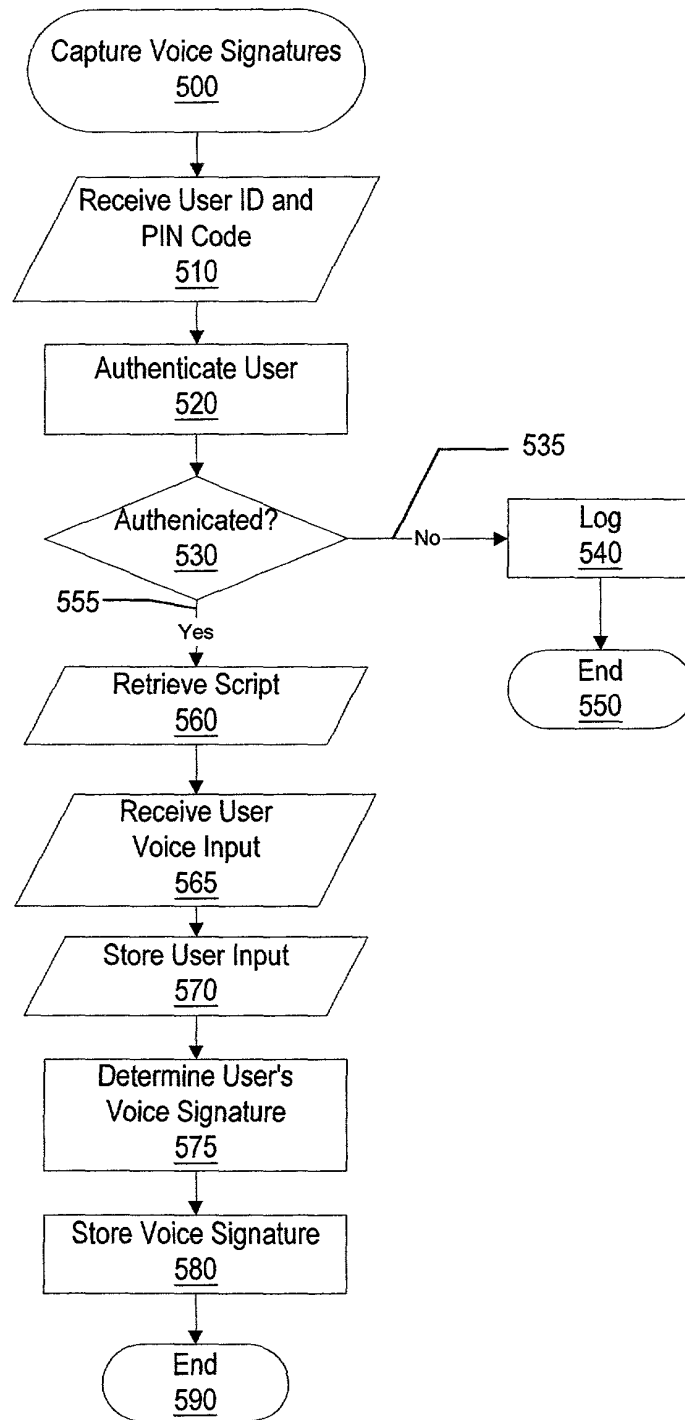 Capture Voice Signatures
500
Receive User ID and
PIN Code
510
Authenticate User
520
535
Authenicated?
530
No
Log
540
555
Yes
End
550
Retrieve Script
560
Receive User
Voice Input
565
Store User Input
570
Determine User's
Voice Signature
575
Store Voice Signature
580
End
590